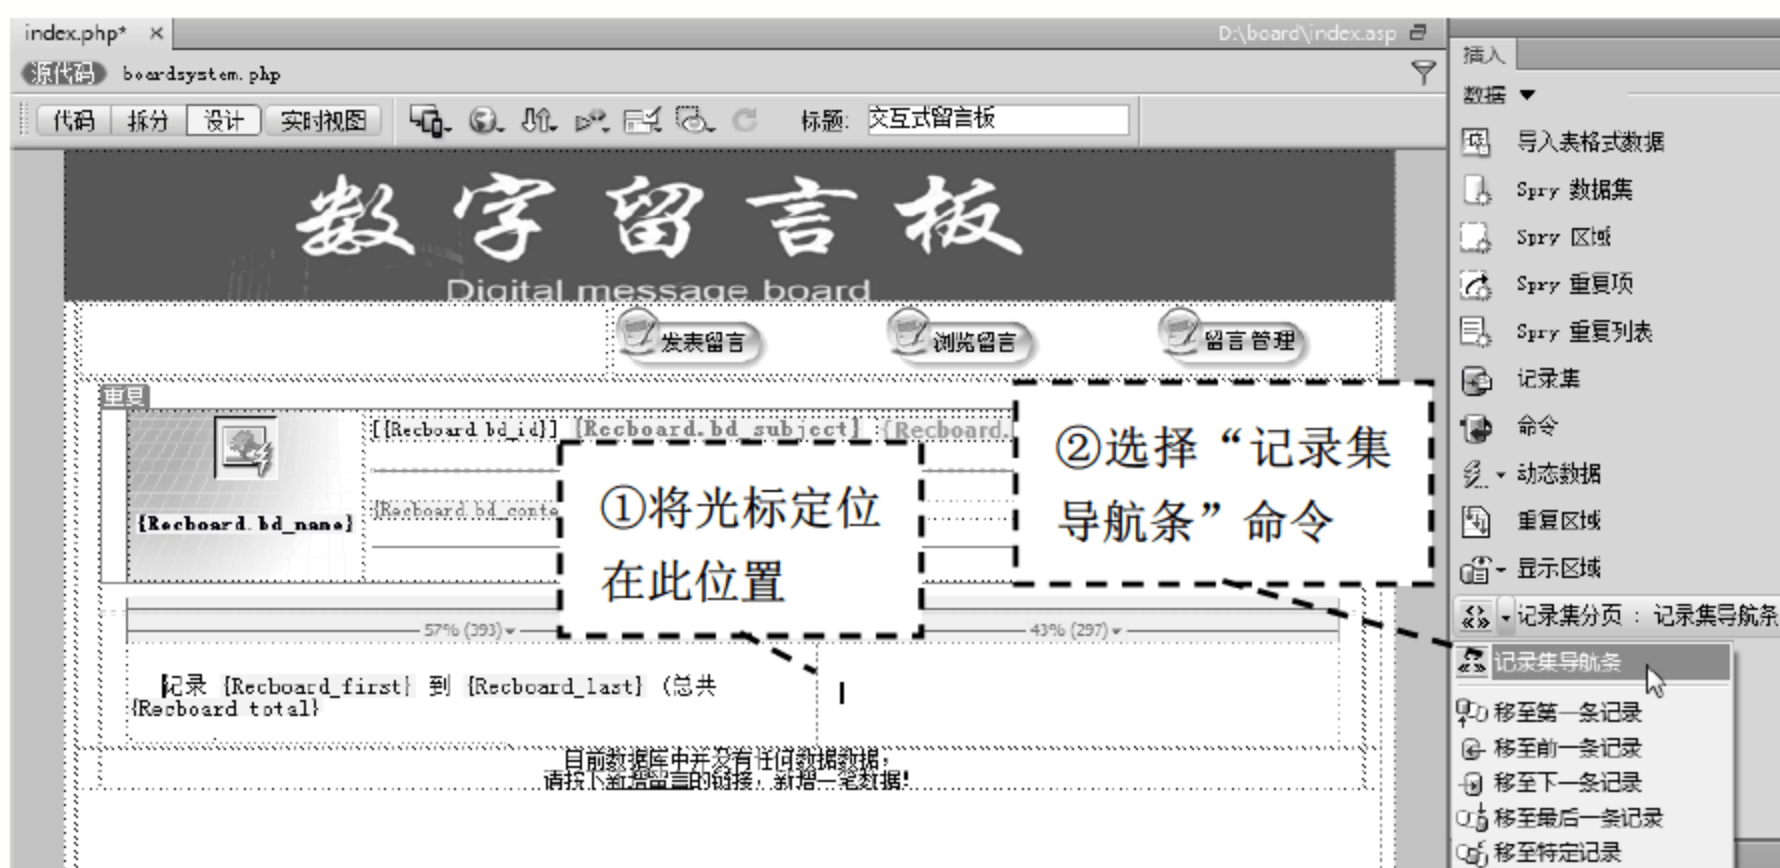 index.php* ×
D:\board\index.asp
源代码 boardsystem.php
代码 拆分 设计 实时视图
标题: 交互式留言板
数字留言板
Digital message board
发表留言 浏览留言 留言管理
重复
[{Recboard.bd_id}] {Recboard.bd_subject} {Recboard.
{Recboard.bd_name}
{Recboard.bd_conte
①将光标定位
在此位置
②选择“记录集
导航条”命令
57% (393) 43% (297)
记录 {Recboard_first} 到 {Recboard_last} (总共
{Recboard_total}
目前数据库中并没有任何数据数据,
请按下新增留言的链接, 新增一笔数据!
插入
数据
导入表格式数据
Spry 数据集
Spry 区域
Spry 重复项
Spry 重复列表
记录集
命令
动态数据
重复区域
显示区域
记录集分页 : 记录集导航条
记录集导航条
移至第一条记录
移至前一条记录
移至下一条记录
移至最后一条记录
移至特定记录